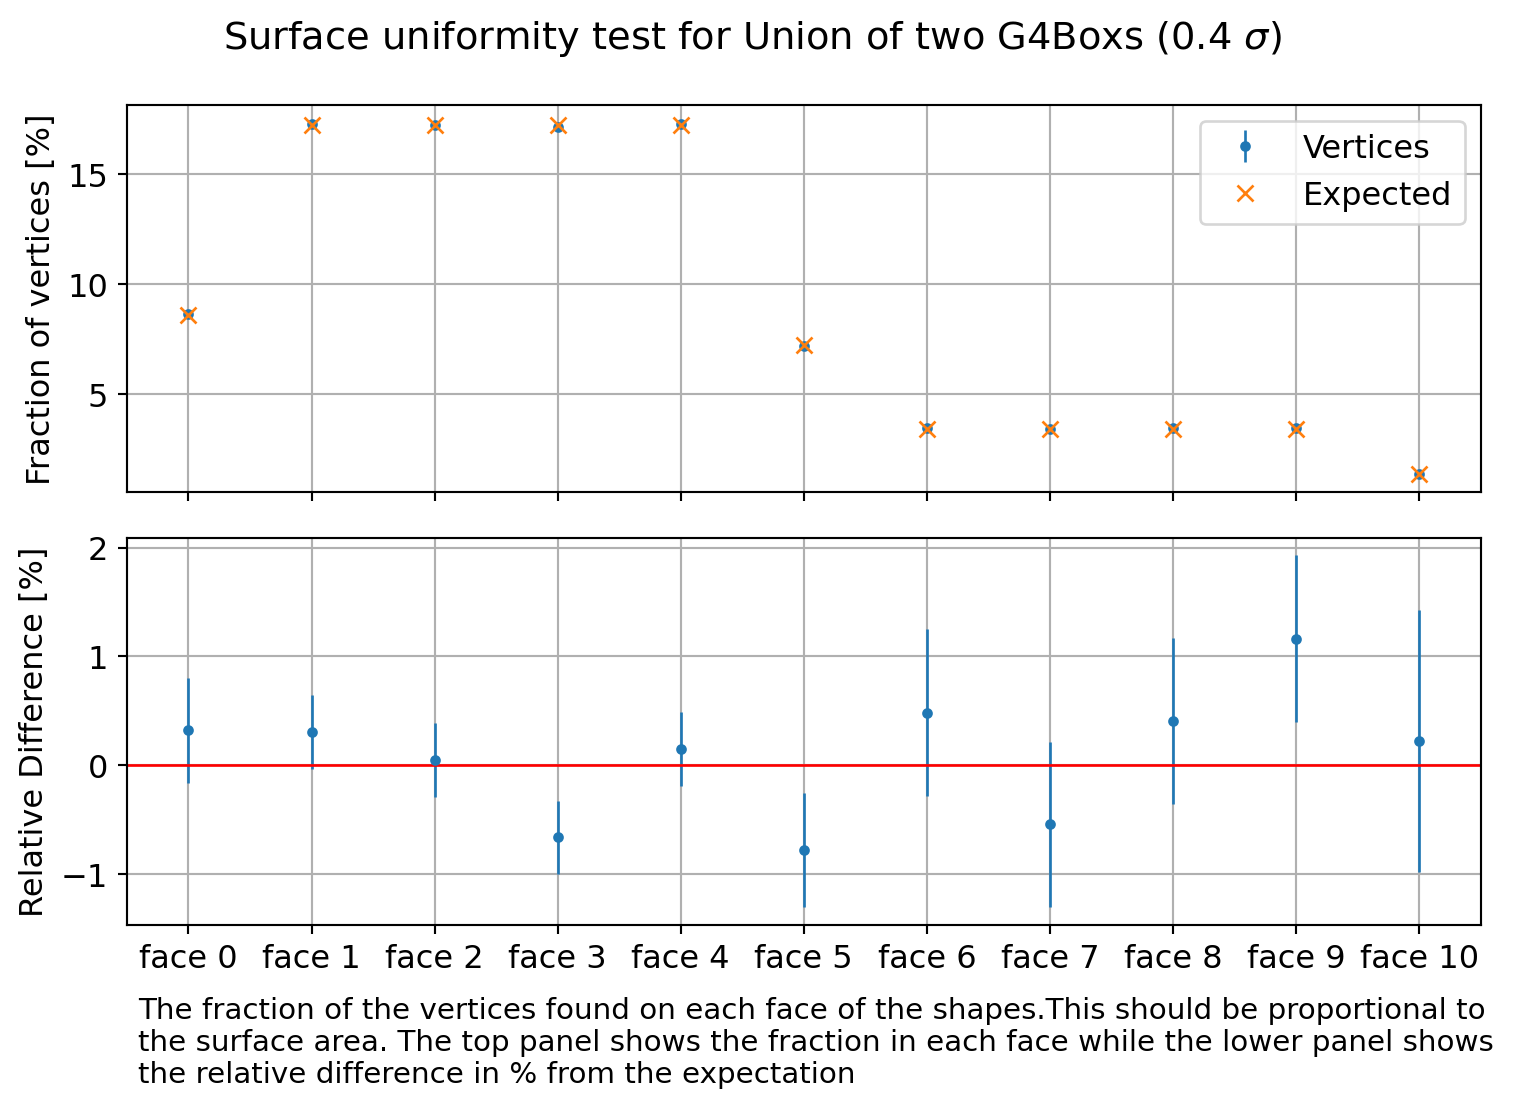 Surface uniformity test for Union of two G4Boxs (0.4 σ)
Fraction of vertices [%]
15
10
5
Vertices
Expected
Relative Difference [%]
2
1
0
−1
face 0 face 1 face 2 face 3 face 4 face 5 face 6 face 7 face 8 face 9 face 10
The fraction of the vertices found on each face of the shapes.This should be proportional to
the surface area. The top panel shows the fraction in each face while the lower panel shows
the relative difference in % from the expectation